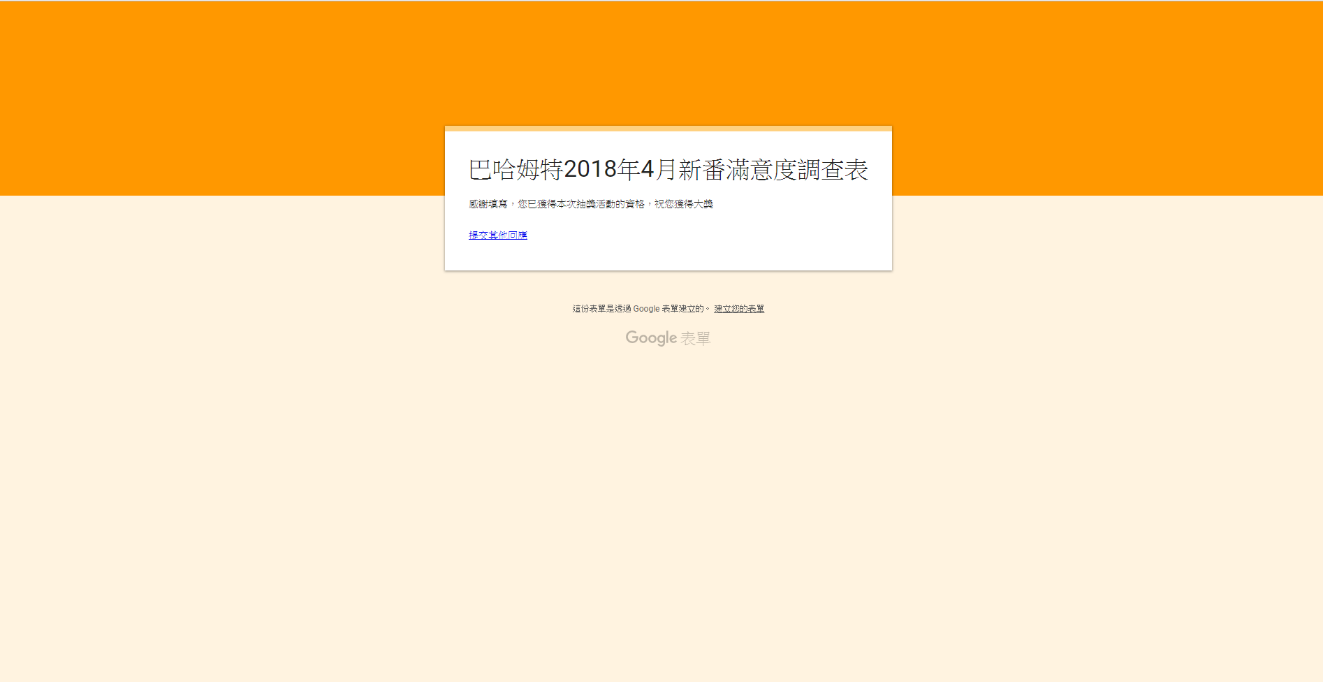 巴哈姆特2018年4月新番滿意度調查表
感謝填寫，您已獲得本次抽獎活動的資格，祝您獲得大獎
提交其他回應
這份表單是透過 Google 表單建立的。 建立您的表單
Google 表單